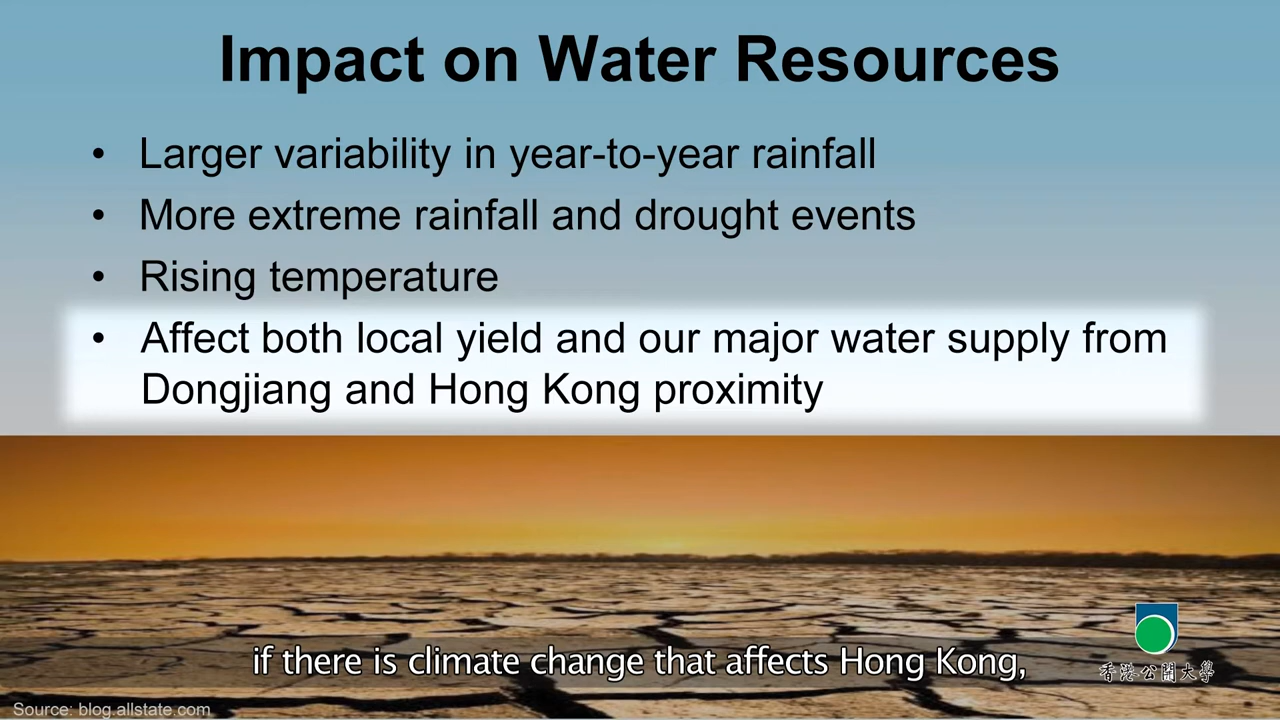 Impact on Water Resources
• Larger variability in year-to-year rainfall
• More extreme rainfall and drought events
• Rising temperature
• Affect both local yield and our major water supply from
Dongjiang and Hong Kong proximity
if there is climate change that affects Hong Kong,
香港公開大學
Source: blog.allstate.com